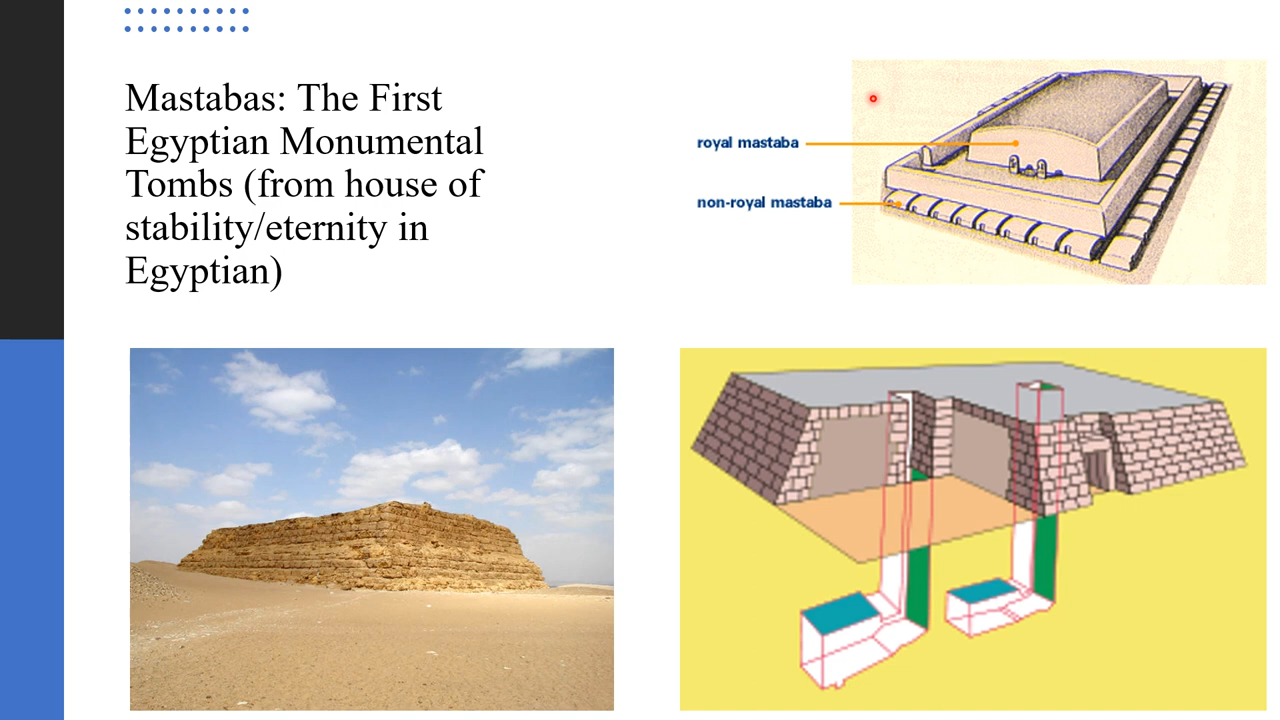 Mastabas: The First
Egyptian Monumental
Tombs (from house of
stability/eternity in
Egyptian)
royal mastaba
non-royal mastaba